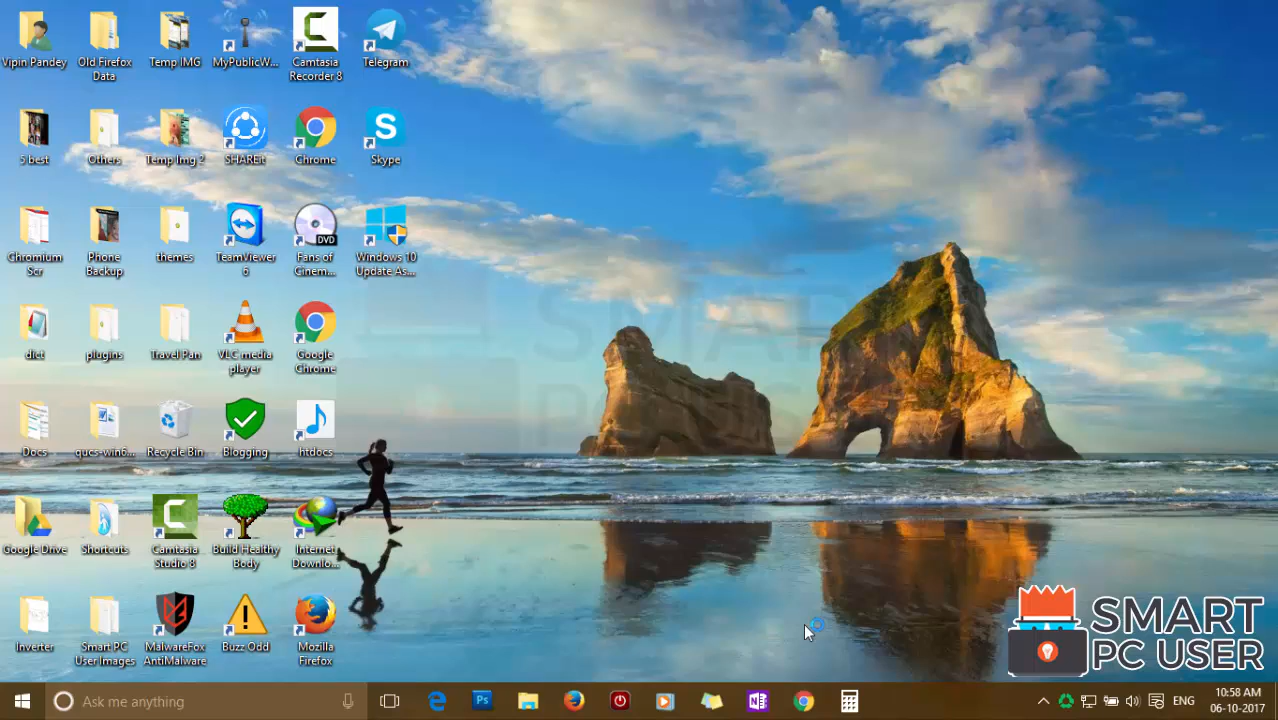 Vipin Pandey
Old Firefox
Data
Temp IMG
MyPublicW...
Camtasia
Recorder 8
Telegram
5 best
Others
Temp Img 2
SHAREit
Chrome
Skype
Chromium
Scr
Phone
Backup
themes
TeamViewer
6
DVD
Fans of
Cinem...
Windows 10
Update As...
dict
plugins
Travel Pan
VLC media
player
Google
Chrome
Docs
qucs-win6...
Recycle Bin
Blogging
htdocs
Google Drive
Shortcuts
Camtasia
Studio 8
Build Healthy
Body
Internet
Downlo...
Inverter
Smart PC
User Images
MalwareFox
AntiMalware
Buzz Odd
Mozilla
Firefox
SMART
PC USER
Ask me anything
Ps
ENG
10:58 AM
06-10-2017